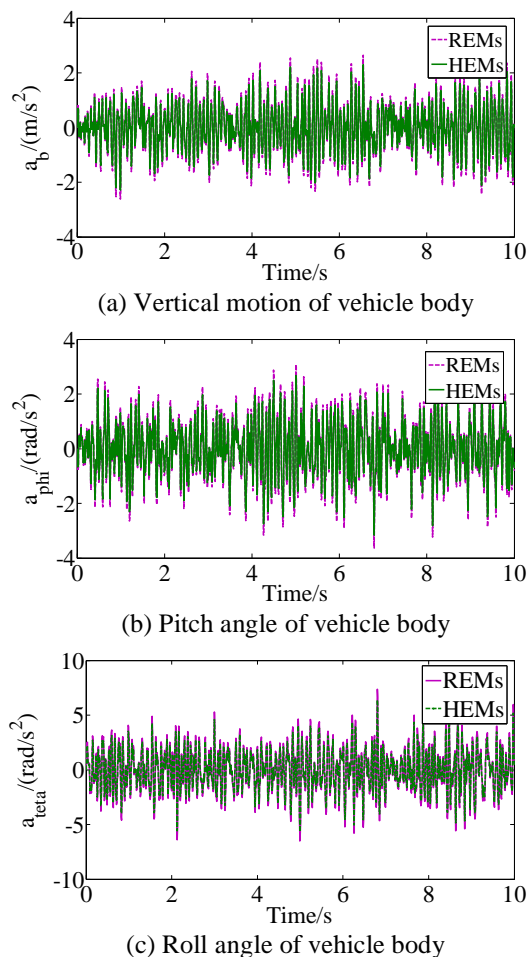 4
2
0
-2
-4
a_b/(m/s²)
REMs
HEMs
0 2 4 6 8 10
Time/s
(a) Vertical motion of vehicle body
4
2
0
-2
-4
a_phi/(rad/s²)
REMs
HEMs
0 2 4 6 8 10
Time/s
(b) Pitch angle of vehicle body
10
5
0
-5
-10
a_teta/(rad/s²)
REMs
HEMs
0 2 4 6 8 10
Time/s
(c) Roll angle of vehicle body